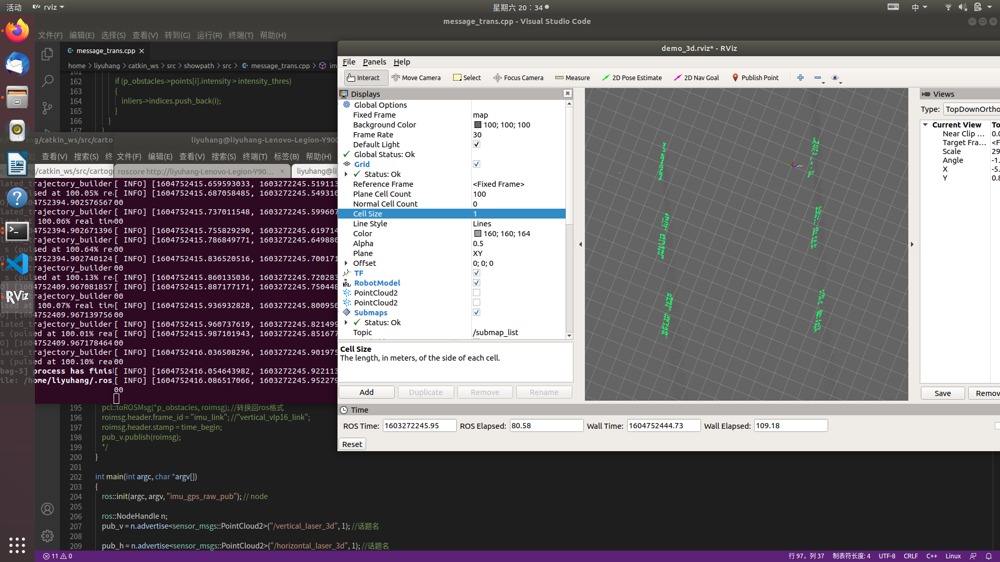 活动 rviz 星期六 20：34 中
message_trans.cpp - Visual Studio Code
文件(F) 编辑(E) 选择(S) 查看(V) 转到(G) 运行(R) 终端(T) 帮助(H)
message_trans.cpp
home > liyuhang > catkin_ws > src > showpath > src > message_trans.cpp > im
161
162 if (p_obstacles->points[i].intensity > intensity_thres)
163 {
164 inliers->indices.push_back(i);
165 }
166 }
167 }
e/liyuhang/catkin_ws/src/carto
liyuhang@liyuhang-Lenovo-Legion-Y900
查看(V) 搜索(S) 终
文件(F) 编辑(E) 查看(V) 搜索(S) 终端(T) 标签(B) 帮助(H)
/catkin_ws/src/cartog
roscore http://liyuhang-Lenovo-Legion-Y90... ×
liyuhang@li
lated_trajectory_builder
sed at 100.05% rea
4752394.902576567
lated_trajectory_builder
lsed at 100.06% real tim
4752394.902671396
lated_trajectory_builder
s (pulsed at 100.64% re
O] [1604752394.902740124
lated_trajectory_builder
s (pulsed at 100.13% re
O] [1604752409.967081857
lated_trajectory_builder
lsed at 100.07% real tim
O] [1604752409.967139756
lated_trajectory_builder
s (pulsed at 100.01% rea
O] [1604752409.967178464
lated_trajectory_builder
s (pulsed at 100.10% rea
bag-5] process has finis
ile: /home/liyuhang/.ros
[ INFO] [1604752415.659593033, 1603272245.519113
[ INFO] [1604752415.687058485, 1603272245.549310
00
[ INFO] [1604752415.737011548, 1603272245.599607
00
[ INFO] [1604752415.755829290, 1603272245.619714
[ INFO] [1604752415.786849771, 1603272245.649880
00
[ INFO] [1604752415.836520516, 1603272245.700171
00
[ INFO] [1604752415.860135036, 1603272245.720283
[ INFO] [1604752415.887177171, 1603272245.750448
00
[ INFO] [1604752415.936932828, 1603272245.800950
00
[ INFO] [1604752415.960737619, 1603272245.821499
[ INFO] [1604752415.987101943, 1603272245.851677
00
[ INFO] [1604752416.036508296, 1603272245.901975
00
[ INFO] [1604752416.054643982, 1603272245.922113
[ INFO] [1604752416.086517066, 1603272245.952279
00
195 pcl::toROSMsg(*p_obstacles, roimsg); //转换回ros格式
196 roimsg.header.frame_id = "imu_link"; //"vertical_vlp16_link";
197 roimsg.header.stamp = time_begin;
198 pub_v.publish(roimsg);
199 */
200 }
201
202 int main(int argc, char *argv[])
203 {
204 ros::init(argc, argv, "imu_gps_raw_pub"); // node
205
206 ros::NodeHandle n;
207 pub_v = n.advertise<sensor_msgs::PointCloud2>("/vertical_laser_3d", 1); //话题名
208
209 pub_h = n.advertise<sensor_msgs::PointCloud2>("/horizontal_laser_3d", 1); //话题名
11 0 行 97，列 37 制表符长度: 4 UTF-8 CRLF C++ Linux
demo_3d.rviz* - RViz
File Panels Help
Interact Move Camera Select Focus Camera Measure 2D Pose Estimate 2D Nav Goal Publish Point
Displays
Global Options
Fixed Frame map
Background Color 100; 100; 100
Frame Rate 30
Default Light ✓
✓ Global Status: Ok
Grid ✓
✓ Status: Ok
Reference Frame <Fixed Frame>
Plane Cell Count 100
Normal Cell Count 0
Cell Size 1
Line Style Lines
Color 160; 160; 164
Alpha 0.5
Plane XY
Offset 0; 0; 0
TF ✓
RobotModel ✓
PointCloud2
PointCloud2
Submaps ✓
✓ Status: Ok
Topic /submap_list
Cell Size
The length, in meters, of the side of each cell.
Add Duplicate Remove Rename
Views
Type: TopDownOrtho
Current View To
Near Clip ... 0.0
Target Fra... <F
Scale 29
Angle -1.
X -5.
Y 0.8
Save Remov
Time
ROS Time: 1603272245.95 ROS Elapsed: 80.58 Wall Time: 1604752444.73 Wall Elapsed: 109.18
Reset
RViz